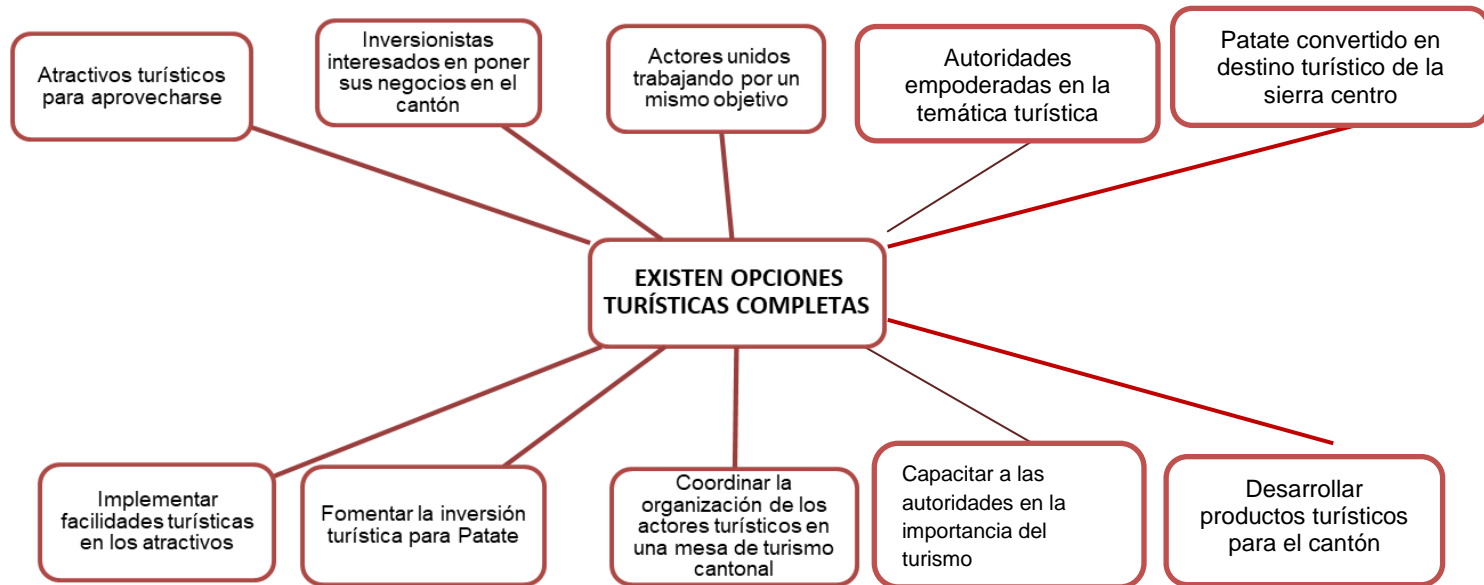 Atractivos turísticos
para aprovecharse
Inversionistas
interesados en poner
sus negocios en el
cantón
Actores unidos
trabajando por un
mismo objetivo
Autoridades
empoderadas en la
temática turística
Patate convertido en
destino turístico de la
sierra centro
EXISTEN OPCIONES
TURÍSTICAS COMPLETAS
Implementar
facilidades turísticas
en los atractivos
Fomentar la inversión
turística para Patate
Coordinar la
organización de los
actores turísticos en
una mesa de turismo
cantonal
Capacitar a las
autoridades en la
importancia del
turismo
Desarrollar
productos turísticos
para el cantón